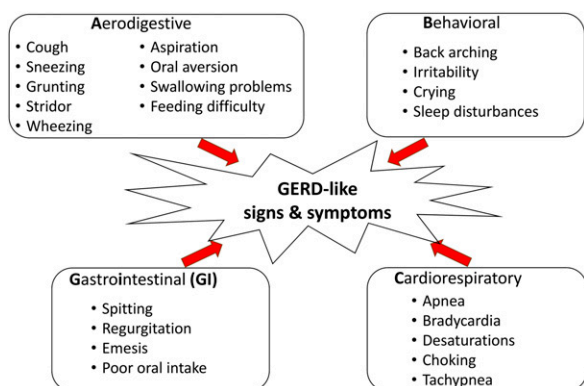 Aerodigestive
• Cough
• Sneezing
• Grunting
• Stridor
• Wheezing
• Aspiration
• Oral aversion
• Swallowing problems
• Feeding difficulty
Behavioral
• Back arching
• Irritability
• Crying
• Sleep disturbances
GERD-like
signs & symptoms
Gastrointestinal (GI)
• Spitting
• Regurgitation
• Emesis
• Poor oral intake
Cardiorespiratory
• Apnea
• Bradycardia
• Desaturations
• Choking
• Tachypnea